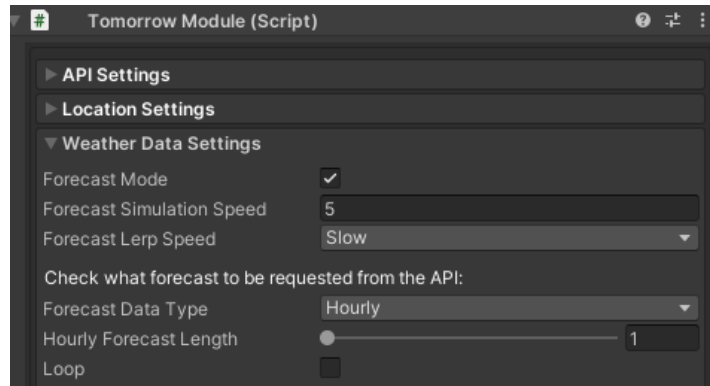 # Tomorrow Module (Script)
API Settings
Location Settings
Weather Data Settings
Forecast Mode
Forecast Simulation Speed 5
Forecast Lerp Speed Slow
Check what forecast to be requested from the API:
Forecast Data Type Hourly
Hourly Forecast Length 1
Loop